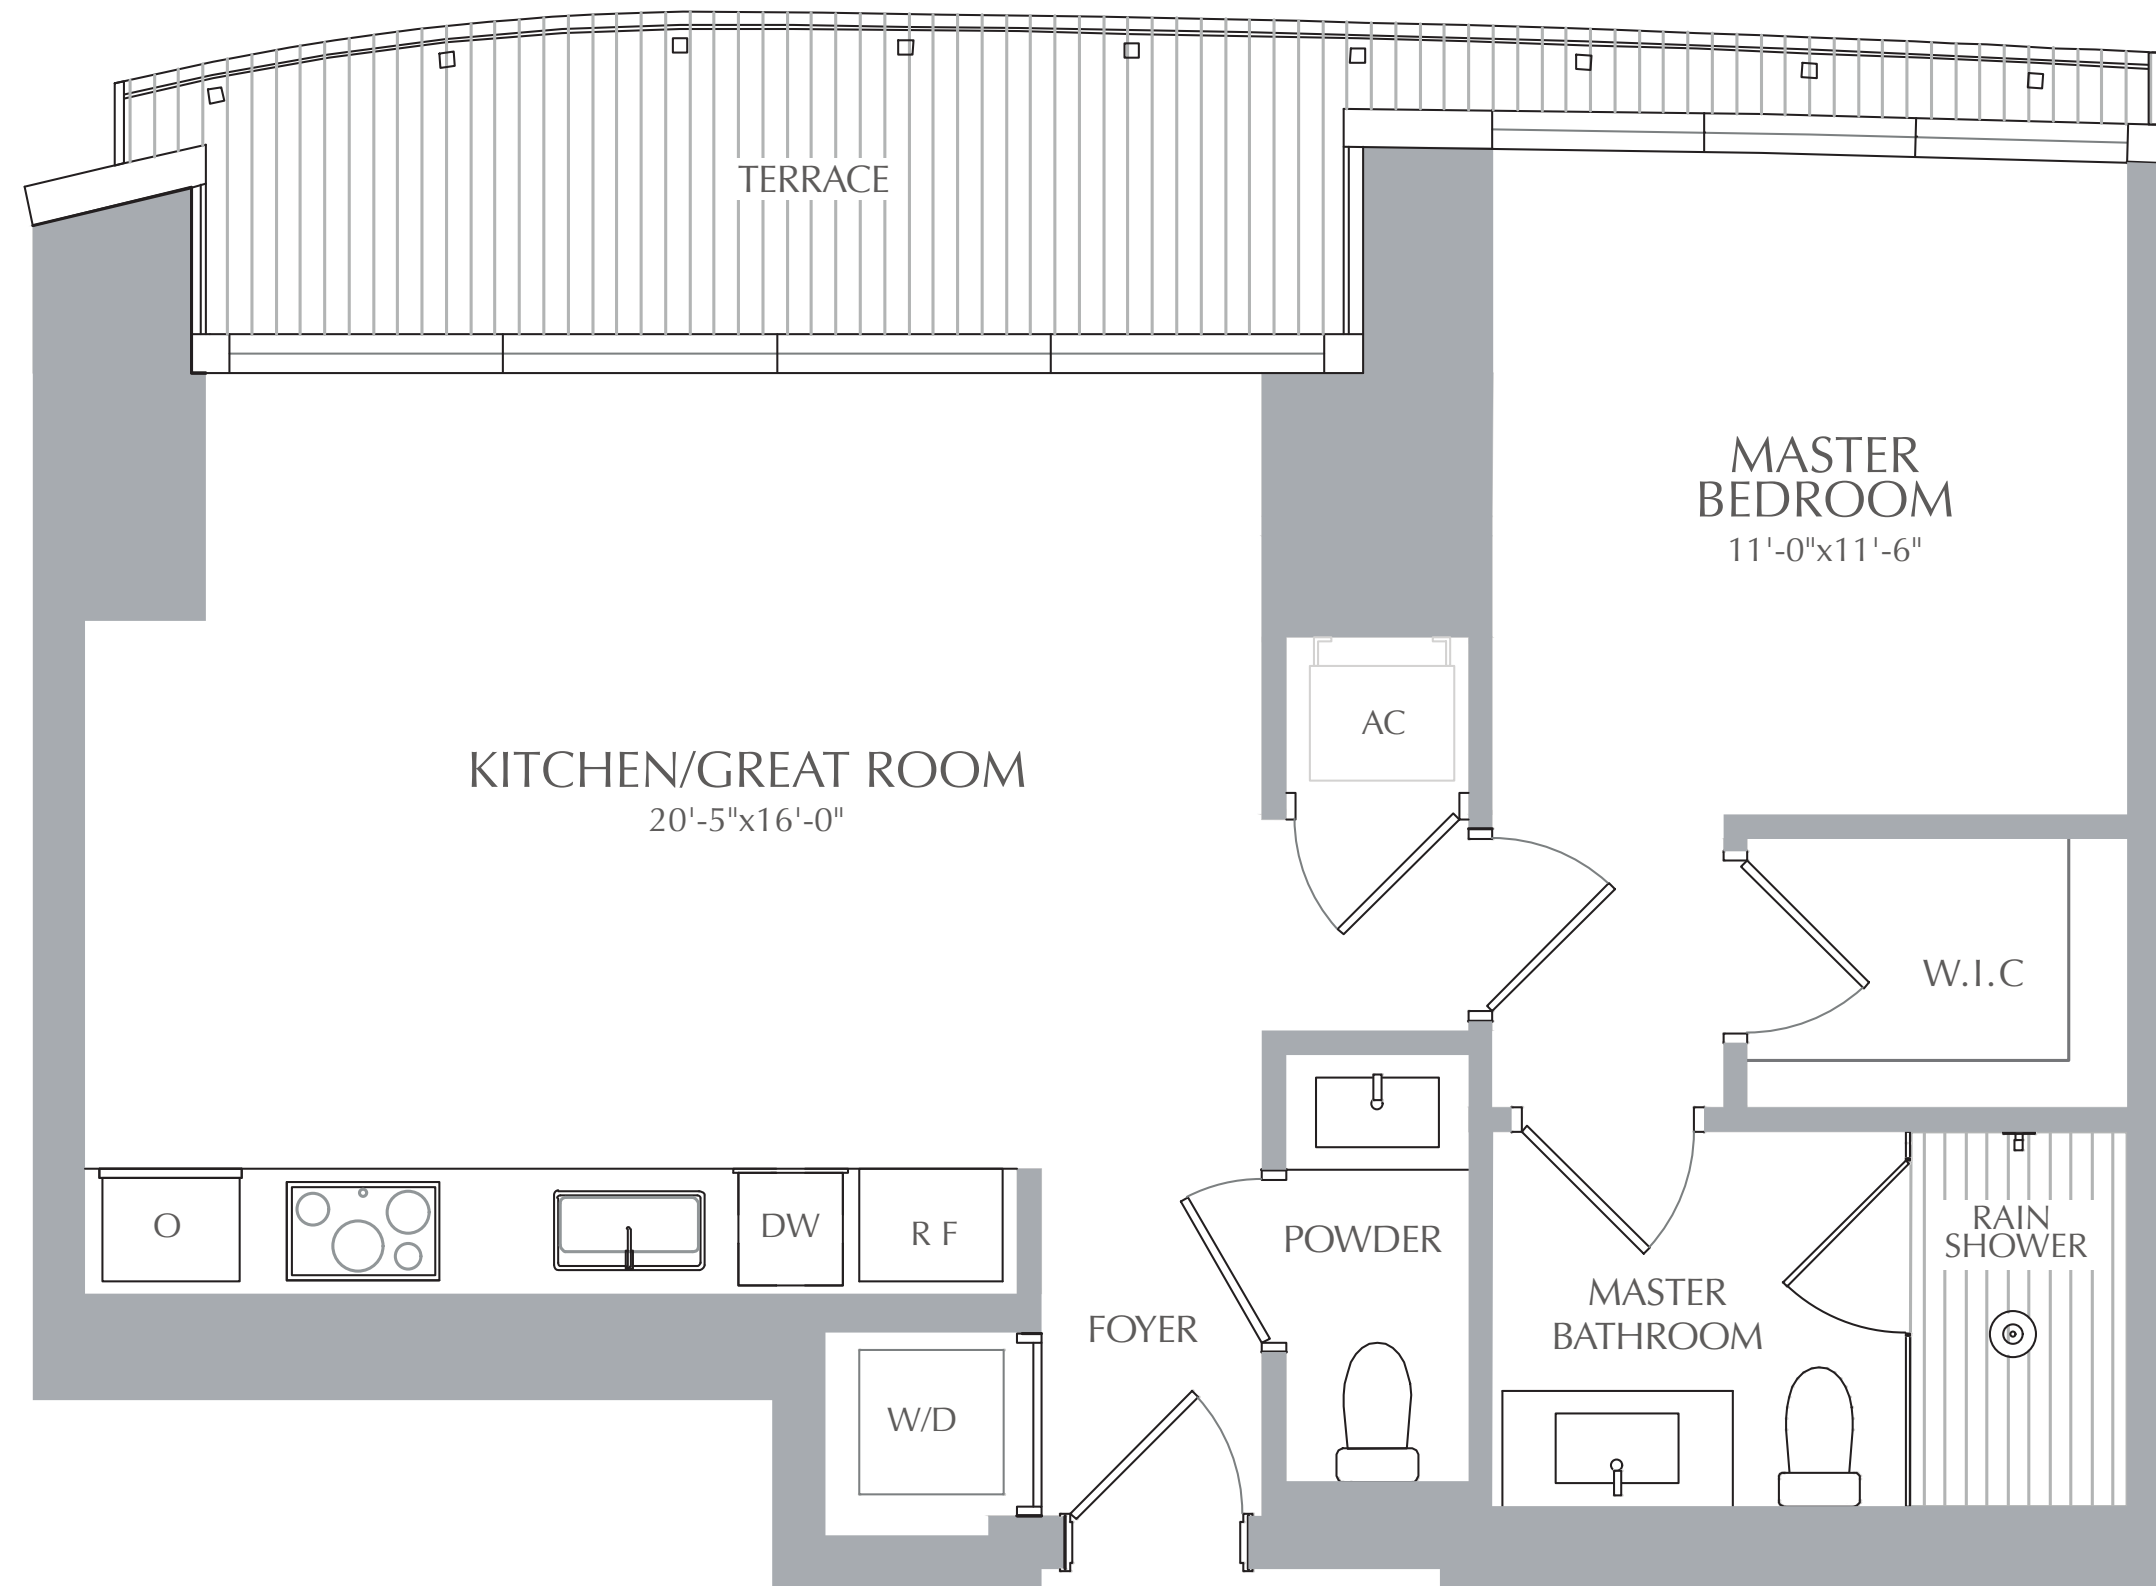 TERRACE
MASTER
BEDROOM
11'-0"x11'-6"
AC
KITCHEN/GREAT ROOM
20'-5"x16'-0"
W.I.C
O
DW
R F
POWDER
RAIN
SHOWER
FOYER
MASTER
BATHROOM
W/D